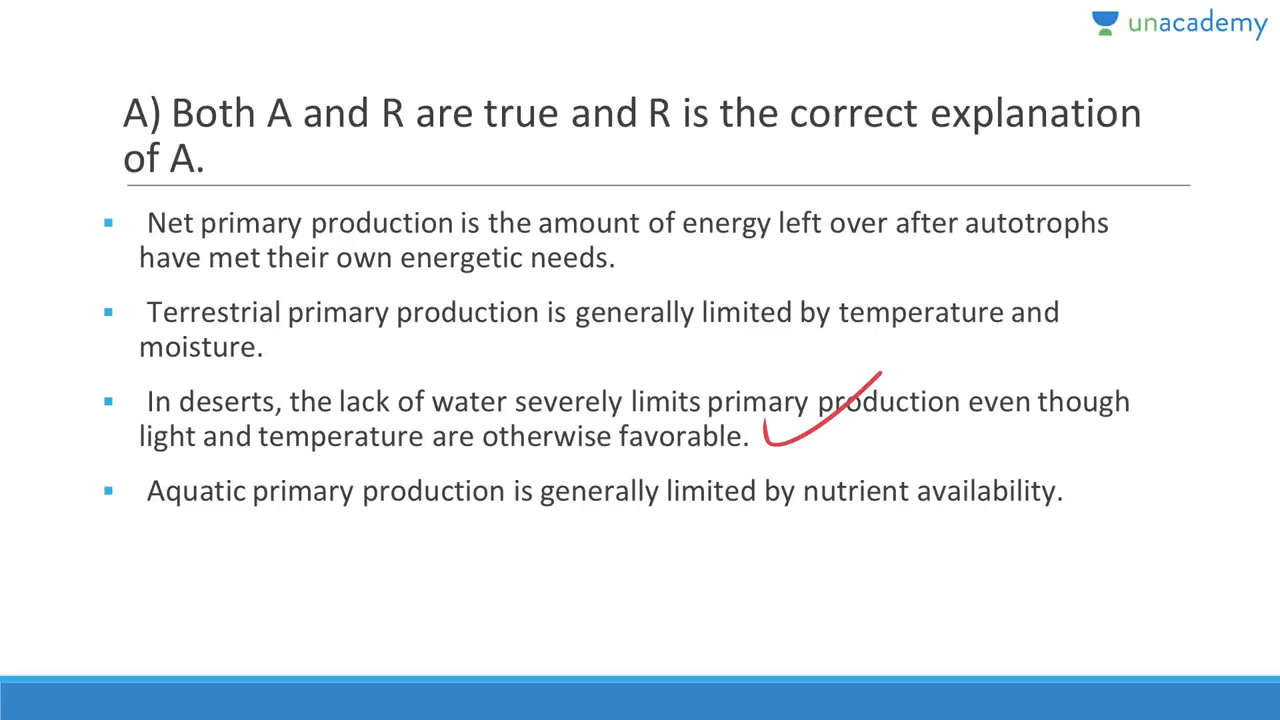 unacademy
A) Both A and R are true and R is the correct explanation
of A.
▪ Net primary production is the amount of energy left over after autotrophs
have met their own energetic needs.
▪ Terrestrial primary production is generally limited by temperature and
moisture.
▪ In deserts, the lack of water severely limits primary production even though
light and temperature are otherwise favorable.
▪ Aquatic primary production is generally limited by nutrient availability.